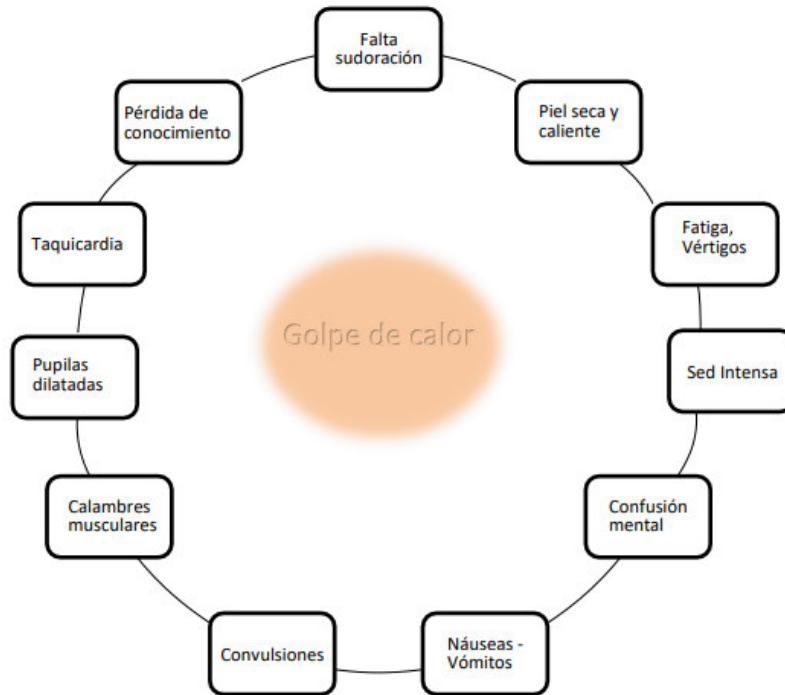 Falta
sudoración
Piel seca y
caliente
Fatiga,
Vértigos
Sed Intensa
Confusión
mental
Náuseas -
Vómitos
Convulsiones
Calambres
musculares
Pupilas
dilatadas
Taquicardia
Pérdida de
conocimiento
Golpe de calor